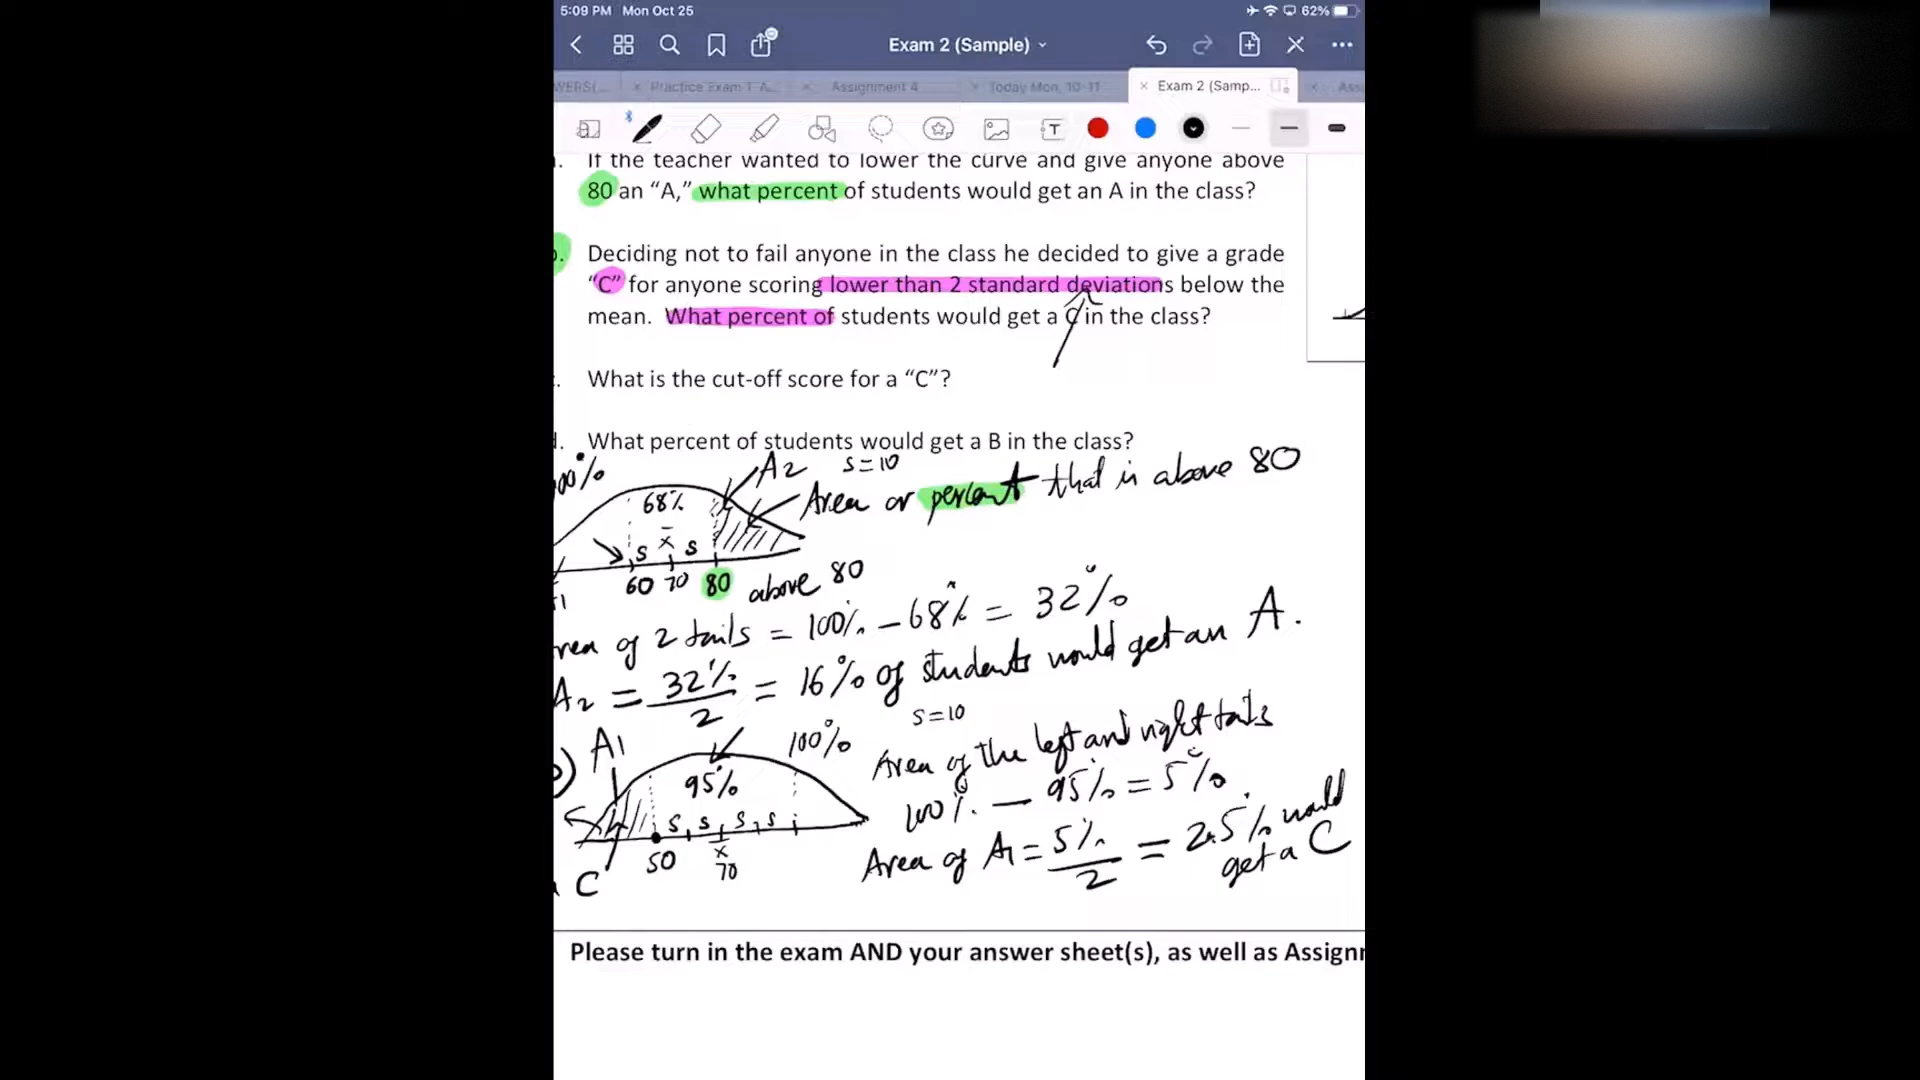 5:09 PM Mon Oct 25 62%
Exam 2 (Sample)
WERS(... Practice Exam 1 A... Assignment 4 Today Mon, 10-11 Exam 2 (Samp... Ass
If the teacher wanted to lower the curve and give anyone above
80 an “A,” what percent of students would get an A in the class?
Deciding not to fail anyone in the class he decided to give a grade
“C” for anyone scoring lower than 2 standard deviations below the
mean. What percent of students would get a C in the class?
What is the cut-off score for a “C”?
What percent of students would get a B in the class?
A2 s=10
68% Area or percent that is above 80
s x̄ s
60 70 80 above 80
rea of 2 tails = 100% - 68% = 32%
A2 = 32%/2 = 16% of students would get an A.
s=10
A1 100% Area of the left and right tails
95% 100% - 95% = 5%
s s s s
50 x̄ 70 Area of A1 = 5%/2 = 2.5% would
C get a C
Please turn in the exam AND your answer sheet(s), as well as Assignm